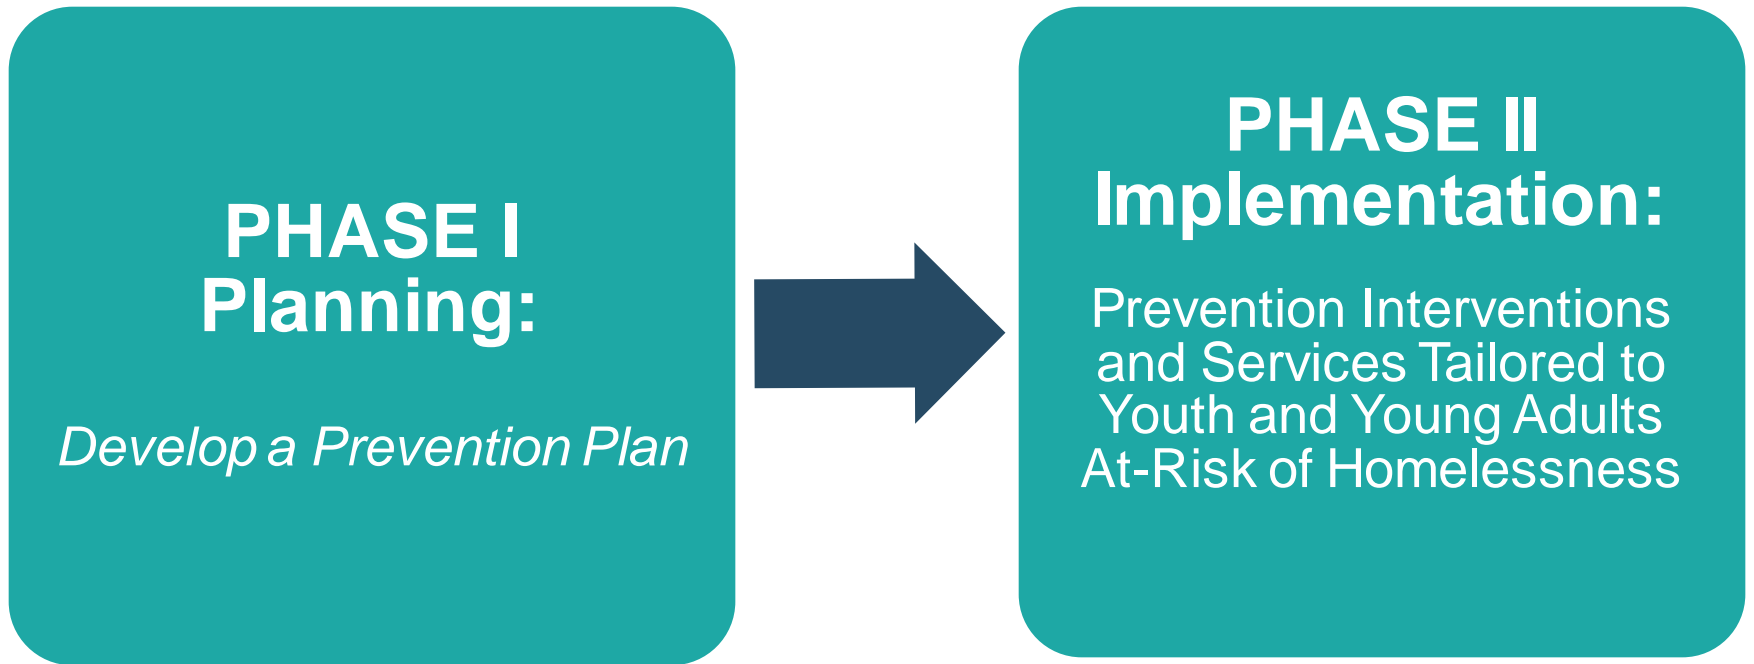 PHASE I
Planning:
Develop a Prevention Plan
PHASE II
Implementation:
Prevention Interventions
and Services Tailored to
Youth and Young Adults
At-Risk of Homelessness